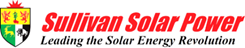 Sullivan Solar Power
Leading the Solar Energy Revolution